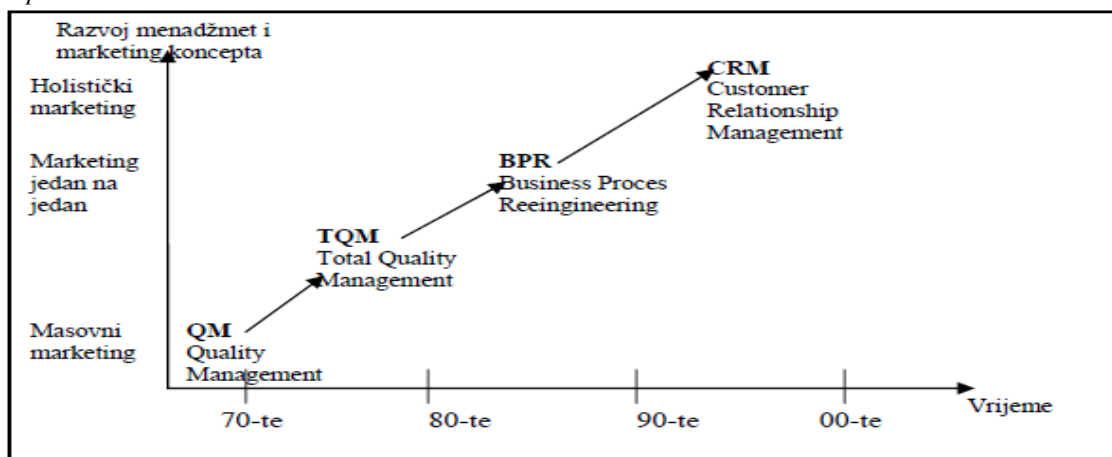 Razvoj menadžmet i
marketing koncepta
Holistički
marketing
Marketing
jedan na
jedan
Masovni
marketing
CRM
Customer
Relationship
Management
BPR
Business Proces
Reeingineering
TQM
Total Quality
Management
QM
Quality
Management
70-te
80-te
90-te
00-te
Vrijeme